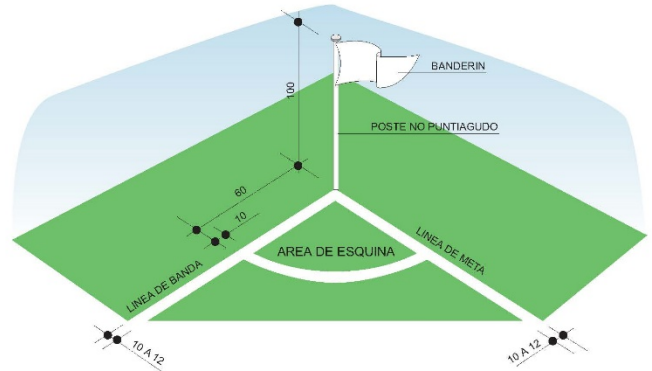 100
BANDERIN
POSTE NO PUNTIAGUDO
60
10
AREA DE ESQUINA
LINEA DE META
LINEA DE BANDA
10 A 12
10 A 12